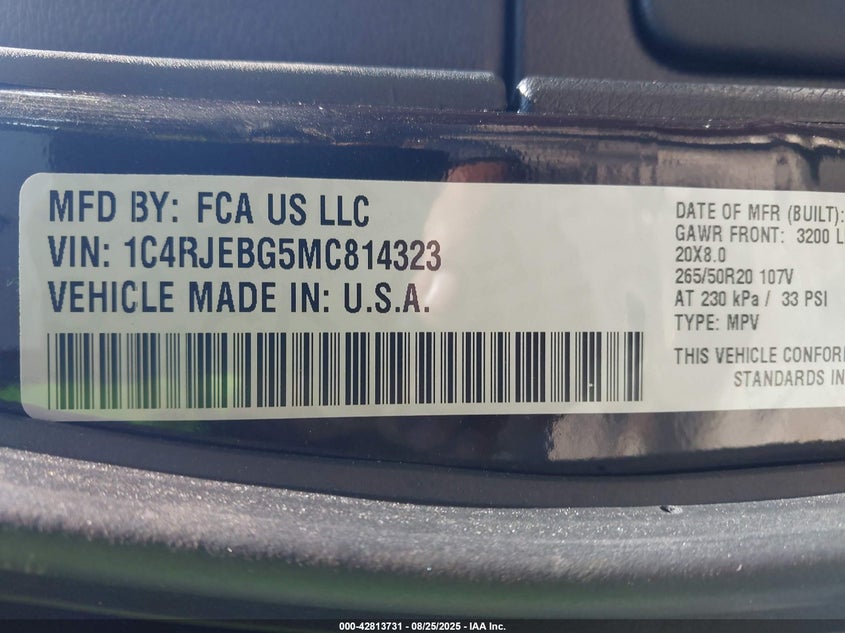 MFD BY: FCA US LLC
VIN: 1C4RJEBG5MC814323
VEHICLE MADE IN: U.S.A.
DATE OF MFR (BUILT):
GAWR FRONT: 3200 L
20X8.0
265/50R20 107V
AT 230 kPa / 33 PSI
TYPE: MPV
THIS VEHICLE CONFOR
STANDARDS IN
000-42813731 - 08/25/2025 - IAA Inc.